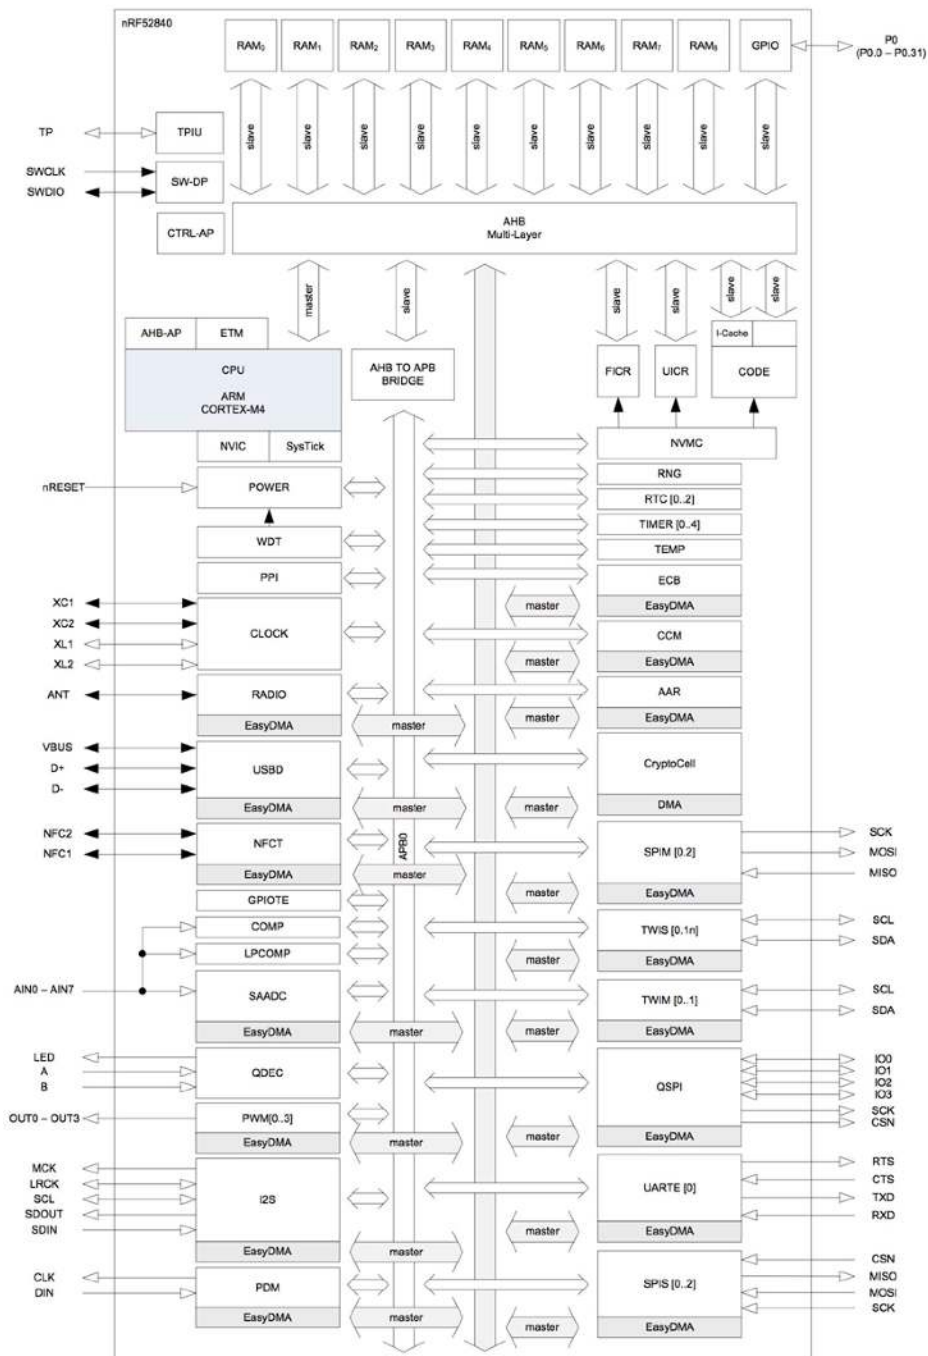 nRF52840
RAM0 RAM1 RAM2 RAM3 RAM4 RAM5 RAM6 RAM7 RAM8 GPIO
P0
(P0.0 – P0.31)
slave slave slave slave slave slave slave slave slave slave
TP
TPIU
SWCLK
SWDIO
SW-DP
CTRL-AP
AHB
Multi-Layer
master
slave
slave
slave
slave
slave
AHB-AP ETM
CPU
ARM
CORTEX-M4
NVIC SysTick
AHB TO APB
BRIDGE
I-Cache
FICR UICR CODE
NVMC
APB0
nRESET
POWER
WDT
PPI
XC1
XC2
XL1
XL2
CLOCK
ANT
RADIO
EasyDMA
master
VBUS
D+
D-
USBD
EasyDMA
master
NFC2
NFC1
NFCT
EasyDMA
master
GPIOTE
COMP
LPCOMP
AIN0 – AIN7
SAADC
EasyDMA
master
LED
A
B
QDEC
OUT0 – OUT3
PWM[0..3]
EasyDMA
master
MCK
LRCK
SCL
SDOUT
SDIN
I2S
EasyDMA
master
CLK
DIN
PDM
EasyDMA
master
RNG
RTC [0..2]
TIMER [0..4]
TEMP
ECB
master
EasyDMA
CCM
master
EasyDMA
AAR
master
EasyDMA
CryptoCell
master
DMA
SPIM [0.2]
SCK
MOSI
MISO
master
EasyDMA
TWIS [0.1n]
SCL
SDA
master
EasyDMA
TWIM [0..1]
SCL
SDA
master
EasyDMA
QSPI
IO0
IO1
IO2
IO3
SCK
CSN
master
EasyDMA
UARTE [0]
RTS
CTS
TXD
RXD
master
EasyDMA
SPIS [0..2]
CSN
MISO
MOSI
SCK
master
EasyDMA